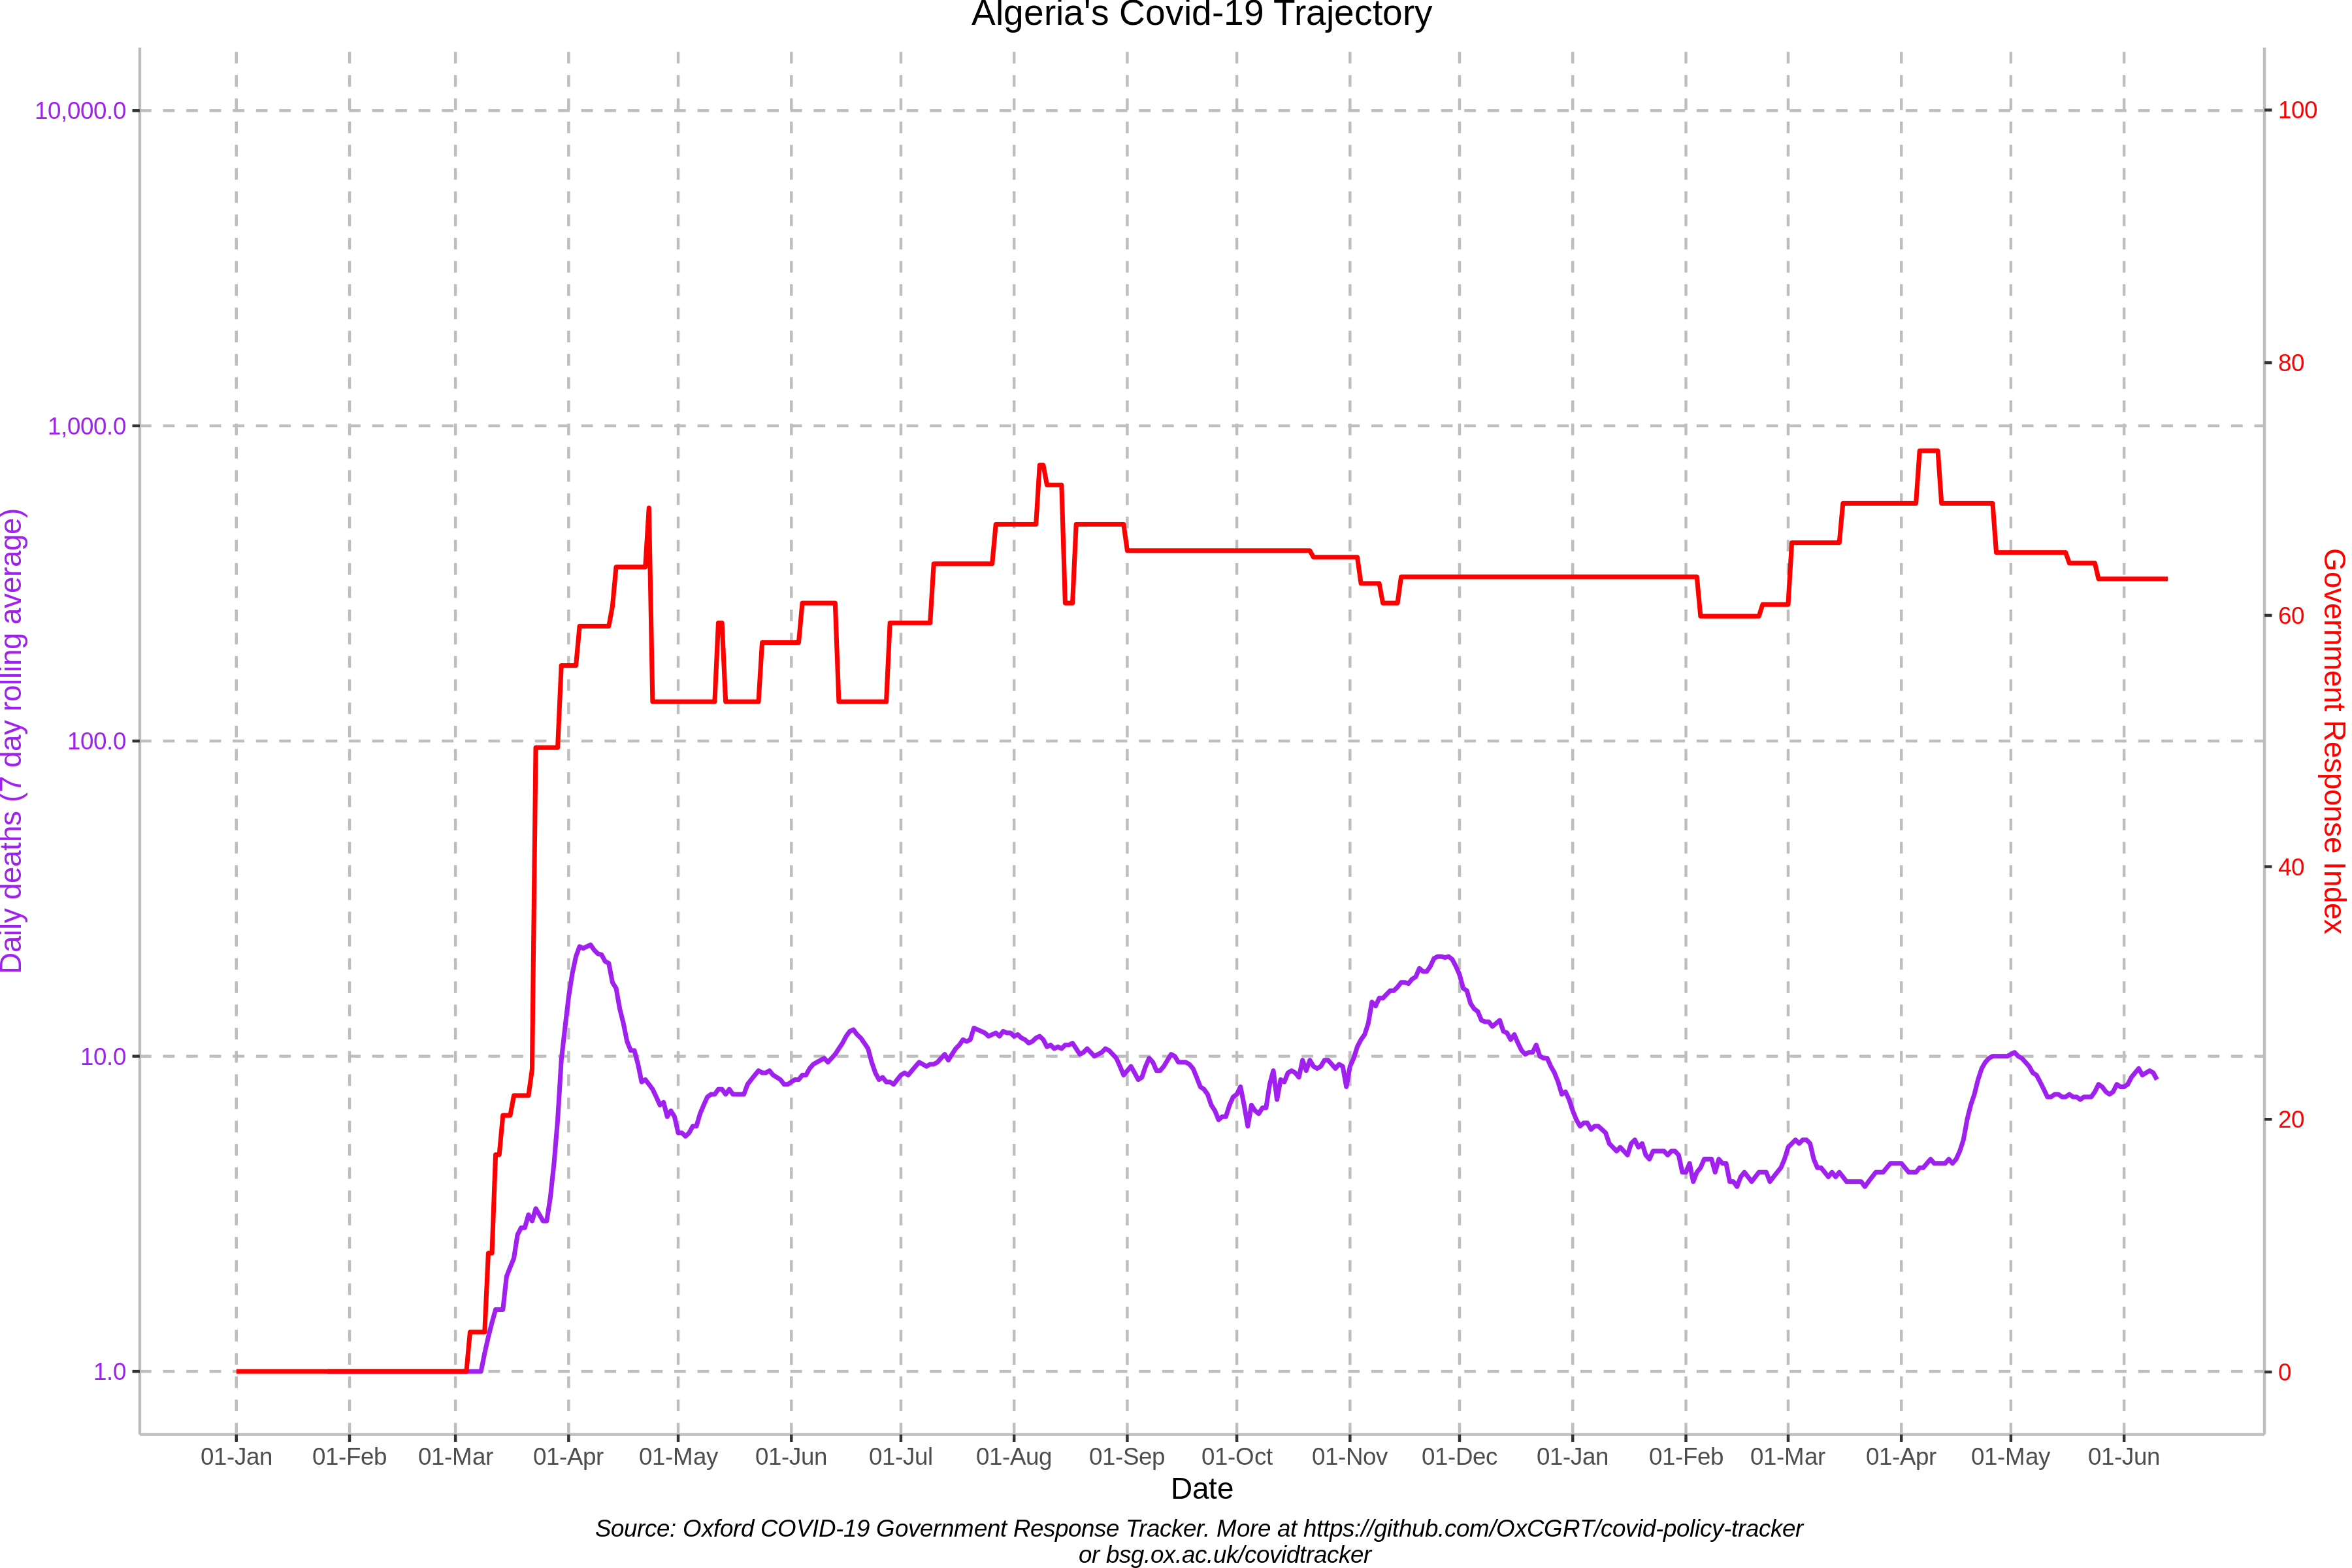 Algeria's Covid-19 Trajectory
10,000.0
1,000.0
100.0
10.0
1.0
Daily deaths (7 day rolling average)
100
80
60
40
20
0
Government Response Index
01-Jan 01-Feb 01-Mar 01-Apr 01-May 01-Jun 01-Jul 01-Aug 01-Sep 01-Oct 01-Nov 01-Dec 01-Jan 01-Feb 01-Mar 01-Apr 01-May 01-Jun
Date
Source: Oxford COVID-19 Government Response Tracker. More at https://github.com/OxCGRT/covid-policy-tracker
or bsg.ox.ac.uk/covidtracker